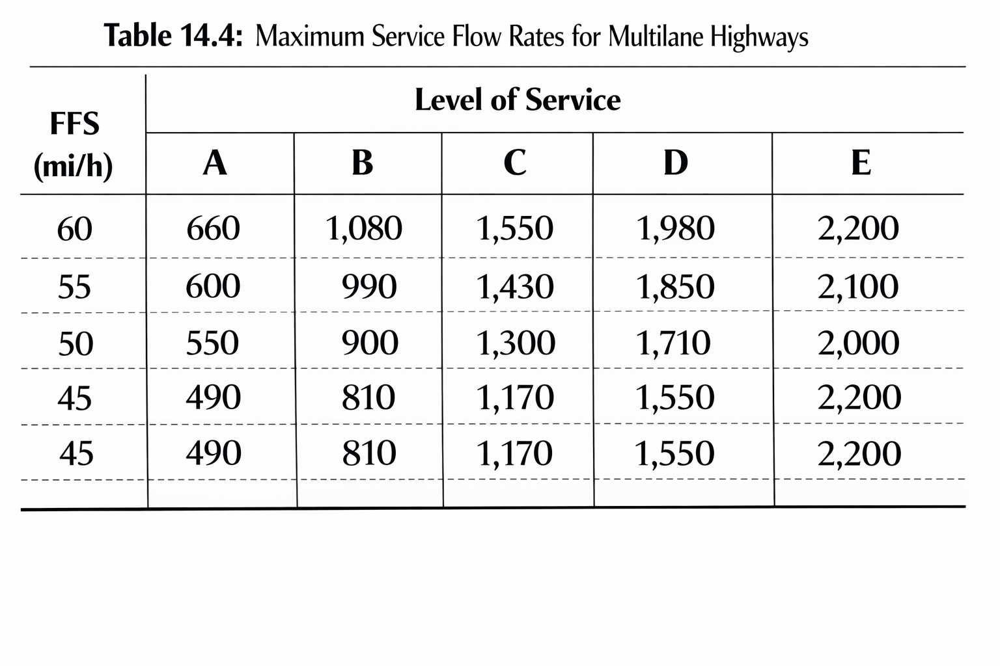 Table 14.4: Maximum Service Flow Rates for Multilane Highways
Level of Service
FFS
(mi/h)
A B C D E
60 660 1,080 1,550 1,980 2,200
55 600 990 1,430 1,850 2,100
50 550 900 1,300 1,710 2,000
45 490 810 1,170 1,550 2,200
45 490 810 1,170 1,550 2,200